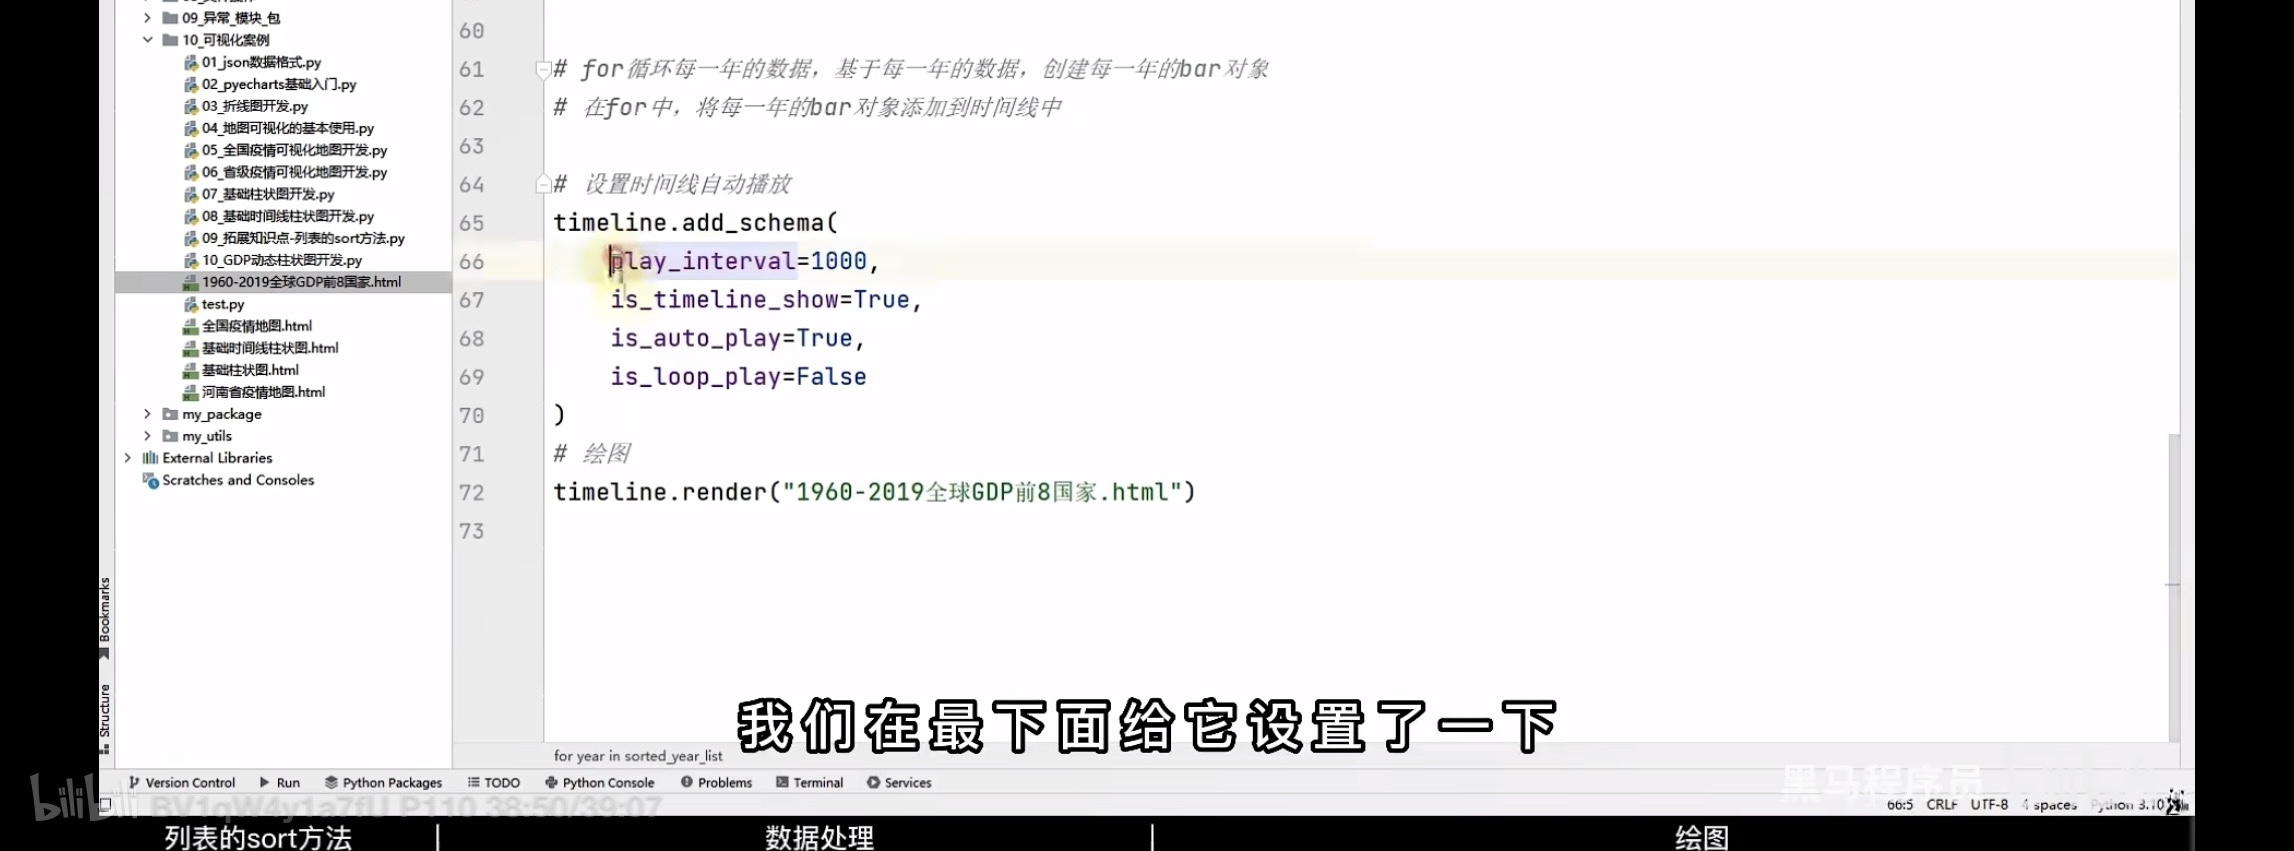 09_异常_模块_包
10_可视化案例
01_json数据格式.py
02_pyecharts基础入门.py
03_折线图开发.py
04_地图可视化的基本使用.py
05_全国疫情可视化地图开发.py
06_省级疫情可视化地图开发.py
07_基础柱状图开发.py
08_基础时间线柱状图开发.py
09_拓展知识点-列表的sort方法.py
10_GDP动态柱状图开发.py
1960-2019全球GDP前8国家.html
test.py
全国疫情地图.html
基础时间线柱状图.html
基础柱状图.html
河南省疫情地图.html
my_package
my_utils
External Libraries
Scratches and Consoles
Bookmarks
Structure
60
61 # for循环每一年的数据，基于每一年的数据，创建每一年的bar对象
62 # 在for中，将每一年的bar对象添加到时间线中
63
64 # 设置时间线自动播放
65 timeline.add_schema(
66 play_interval=1000,
67 is_timeline_show=True,
68 is_auto_play=True,
69 is_loop_play=False
70 )
71 # 绘图
72 timeline.render("1960-2019全球GDP前8国家.html")
73
我们在最下面给它设置了一下
for year in sorted_year_list
Version Control Run Python Packages TODO Python Console Problems Terminal Services
黑马程序员
bilibili BV1qW4y1a7fU P110 38:50/39:07
66:5 CRLF UTF-8 4 spaces Python 3.10
列表的sort方法 | 数据处理 | 绘图